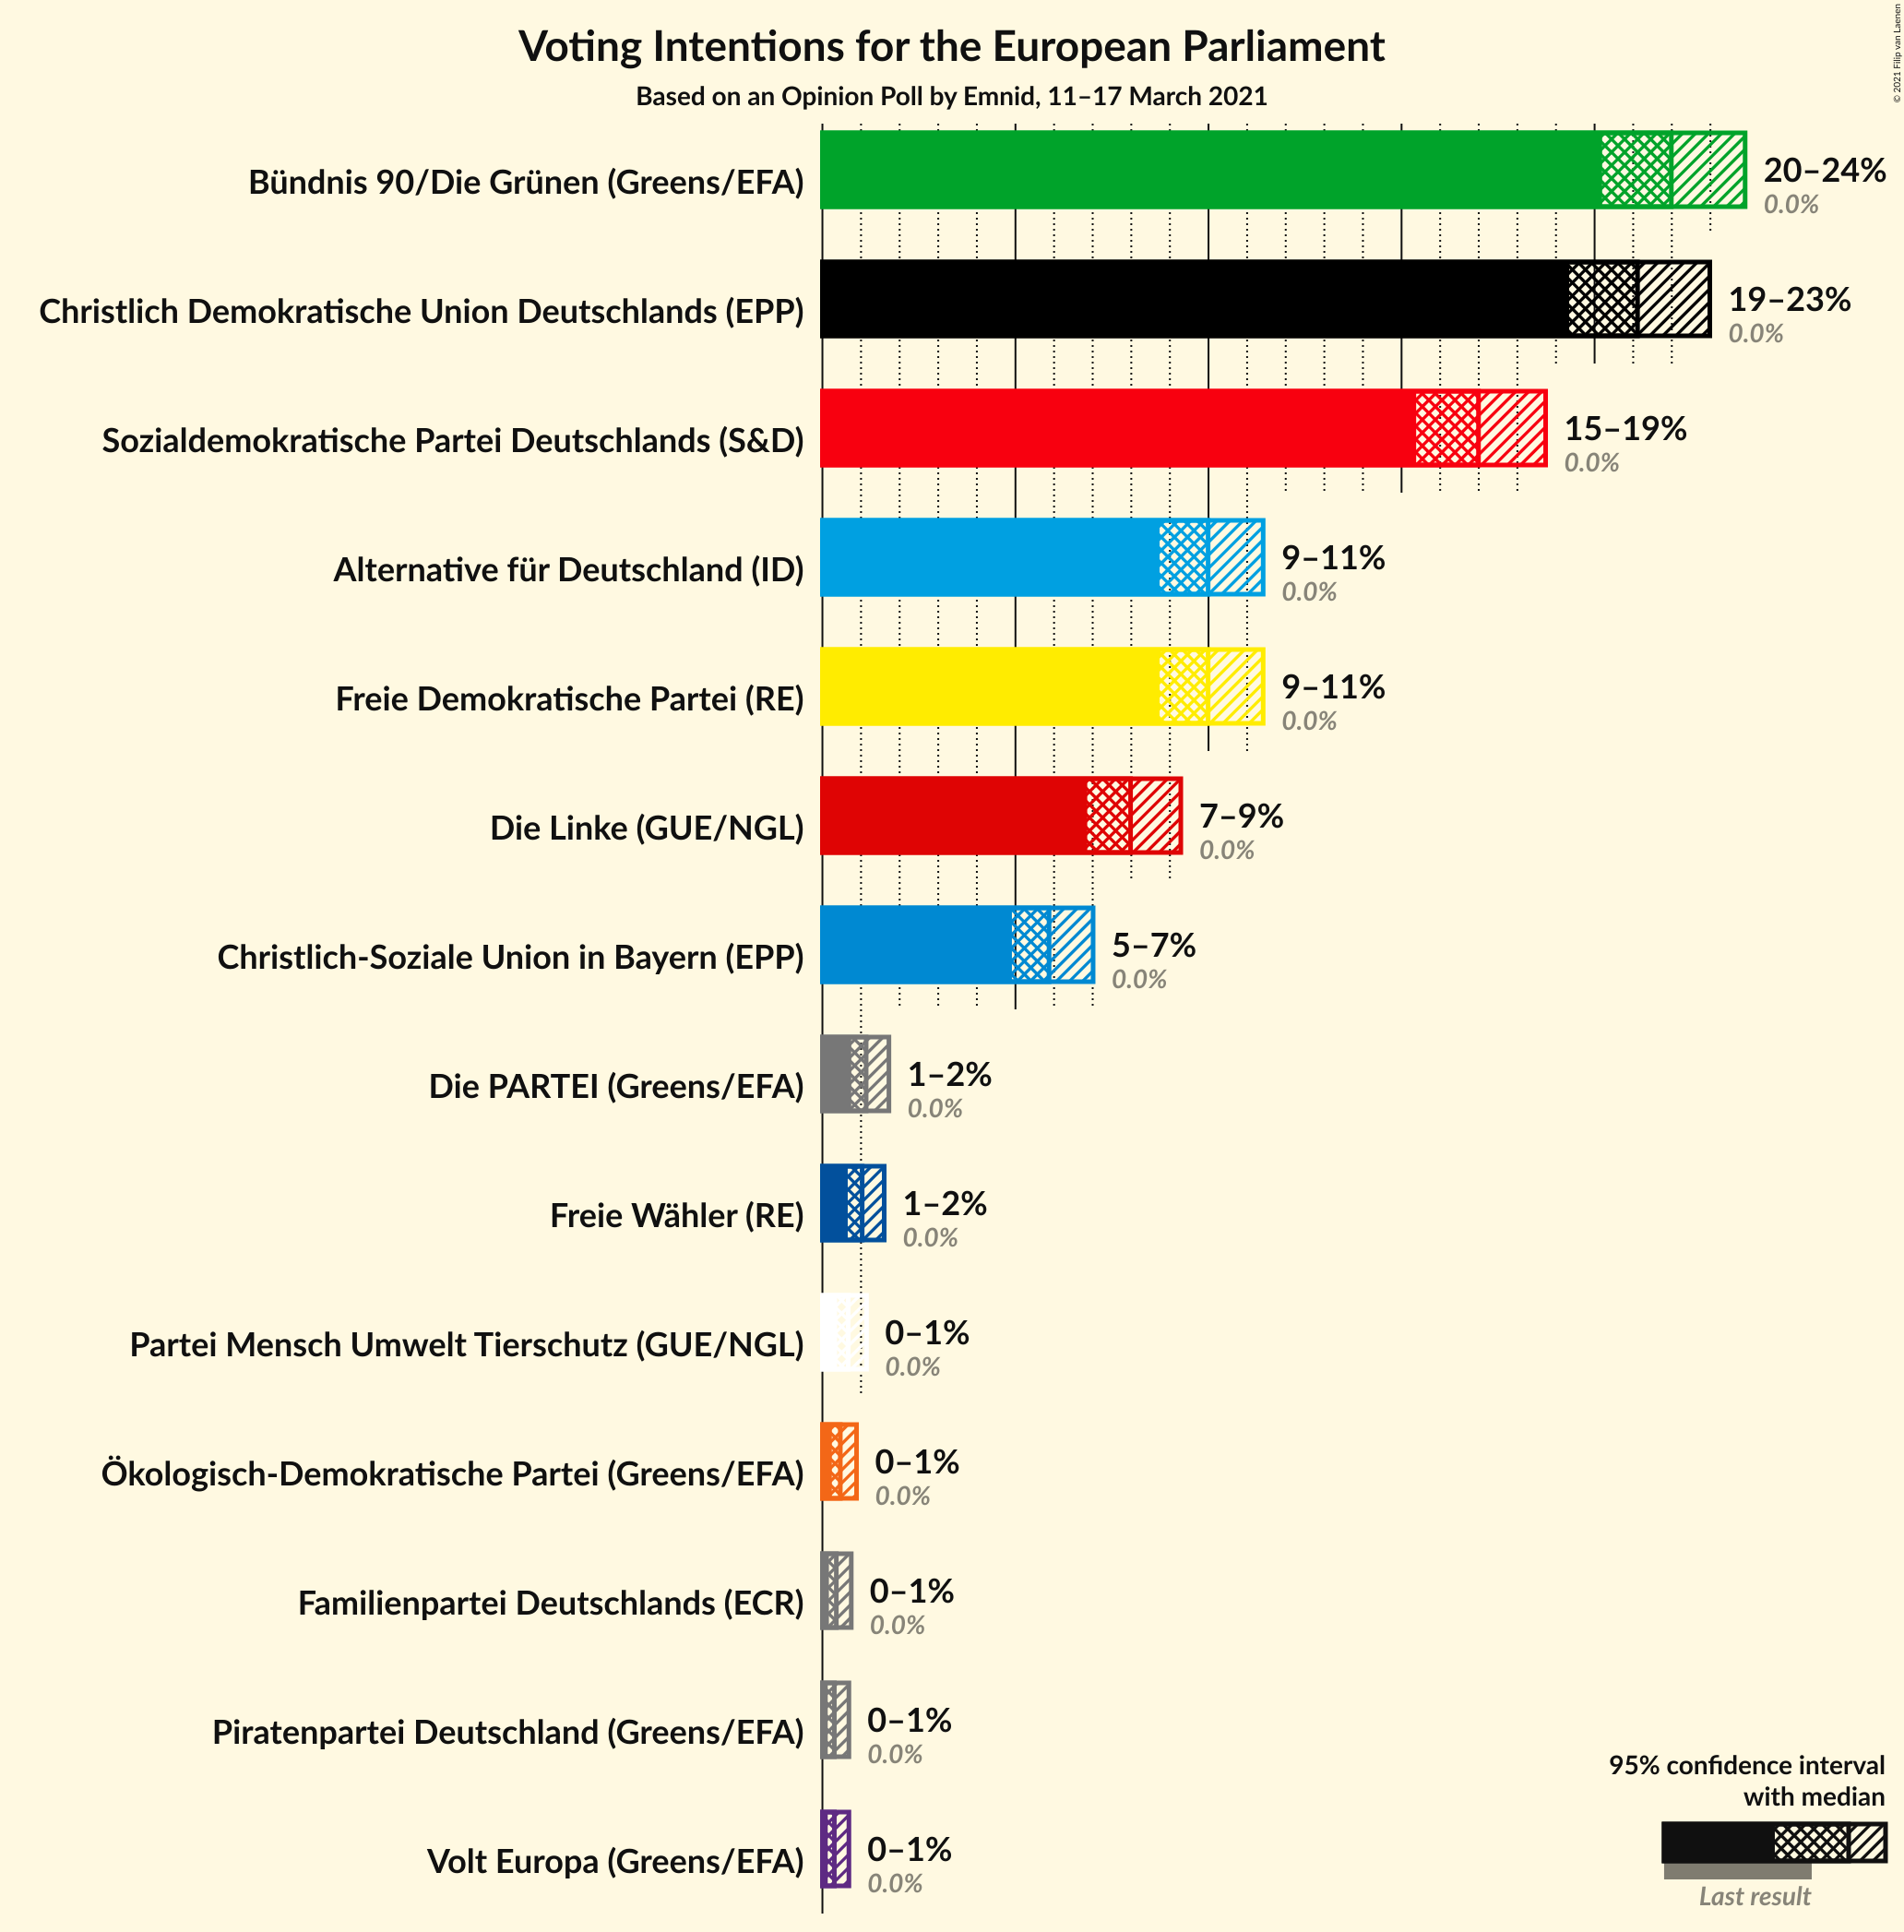 Voting Intentions for the European Parliament
Based on an Opinion Poll by Emnid, 11–17 March 2021
© 2021 Filip van Laenen
Bündnis 90/Die Grünen (Greens/EFA)
20–24%
0.0%
Christlich Demokratische Union Deutschlands (EPP)
19–23%
0.0%
Sozialdemokratische Partei Deutschlands (S&D)
15–19%
0.0%
Alternative für Deutschland (ID)
9–11%
0.0%
Freie Demokratische Partei (RE)
9–11%
0.0%
Die Linke (GUE/NGL)
7–9%
0.0%
Christlich-Soziale Union in Bayern (EPP)
5–7%
0.0%
Die PARTEI (Greens/EFA)
1–2%
0.0%
Freie Wähler (RE)
1–2%
0.0%
Partei Mensch Umwelt Tierschutz (GUE/NGL)
0–1%
0.0%
Ökologisch-Demokratische Partei (Greens/EFA)
0–1%
0.0%
Familienpartei Deutschlands (ECR)
0–1%
0.0%
Piratenpartei Deutschland (Greens/EFA)
0–1%
0.0%
Volt Europa (Greens/EFA)
0–1%
0.0%
95% confidence interval
with median
Last result